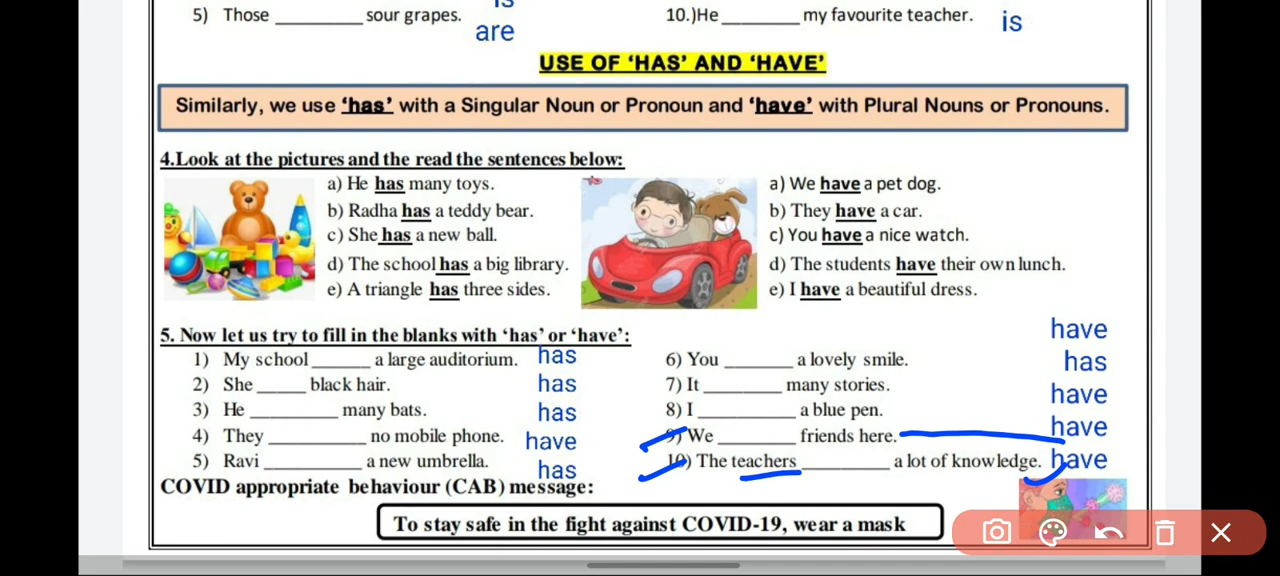 is
5) Those __________ sour grapes.
are
10.)He_________ my favourite teacher. is
USE OF ‘HAS’ AND ‘HAVE’
Similarly, we use ‘has’ with a Singular Noun or Pronoun and ‘have’ with Plural Nouns or Pronouns.
4.Look at the pictures and the read the sentences below:
a) He has many toys.
b) Radha has a teddy bear.
c) She has a new ball.
d) The school has a big library.
e) A triangle has three sides.
a) We have a pet dog.
b) They have a car.
c) You have a nice watch.
d) The students have their own lunch.
e) I have a beautiful dress.
5. Now let us try to fill in the blanks with ‘has’ or ‘have’:
1) My school______ a large auditorium. has
2) She _____ black hair. has
3) He _________ many bats. has
4) They __________ no mobile phone. have
5) Ravi __________ a new umbrella. has
6) You _______ a lovely smile. have
7) It ________ many stories. has
8) I __________ a blue pen. have
9) We ________ friends here. have
10) The teachers _________ a lot of knowledge. have
COVID appropriate behaviour (CAB) message:
To stay safe in the fight against COVID-19, wear a mask